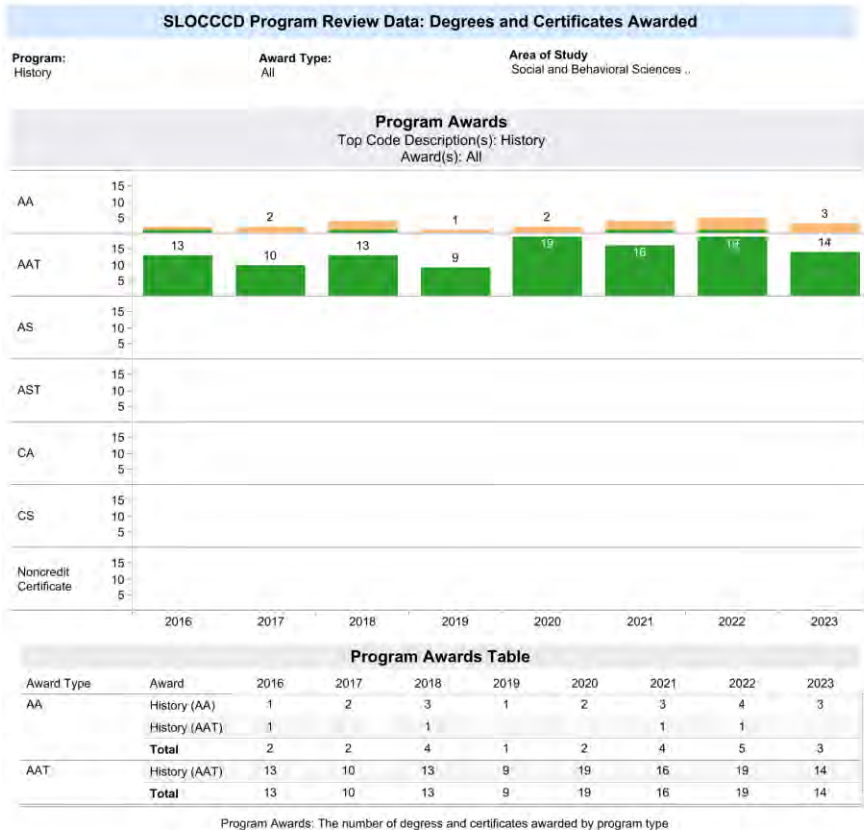 SLOCCCD Program Review Data: Degrees and Certificates Awarded
Program: Award Type: Area of Study
History All Social and Behavioral Sciences ..
Program Awards
Top Code Description(s): History
Award(s): All
AA 15 10 5 2 1 2 3
AAT 15 10 5 13 10 13 9 19 16 19 14
AS 15 10 5
AST 15 10 5
CA 15 10 5
CS 15 10 5
Noncredit Certificate 15 10 5
2016 2017 2018 2019 2020 2021 2022 2023
Program Awards Table
Award Type Award 2016 2017 2018 2019 2020 2021 2022 2023
AA History (AA) 1 2 3 1 2 3 4 3
History (AAT) 1 1 1 1
Total 2 2 4 1 2 4 5 3
AAT History (AAT) 13 10 13 9 19 16 19 14
Total 13 10 13 9 19 16 19 14
Program Awards: The number of degress and certificates awarded by program type